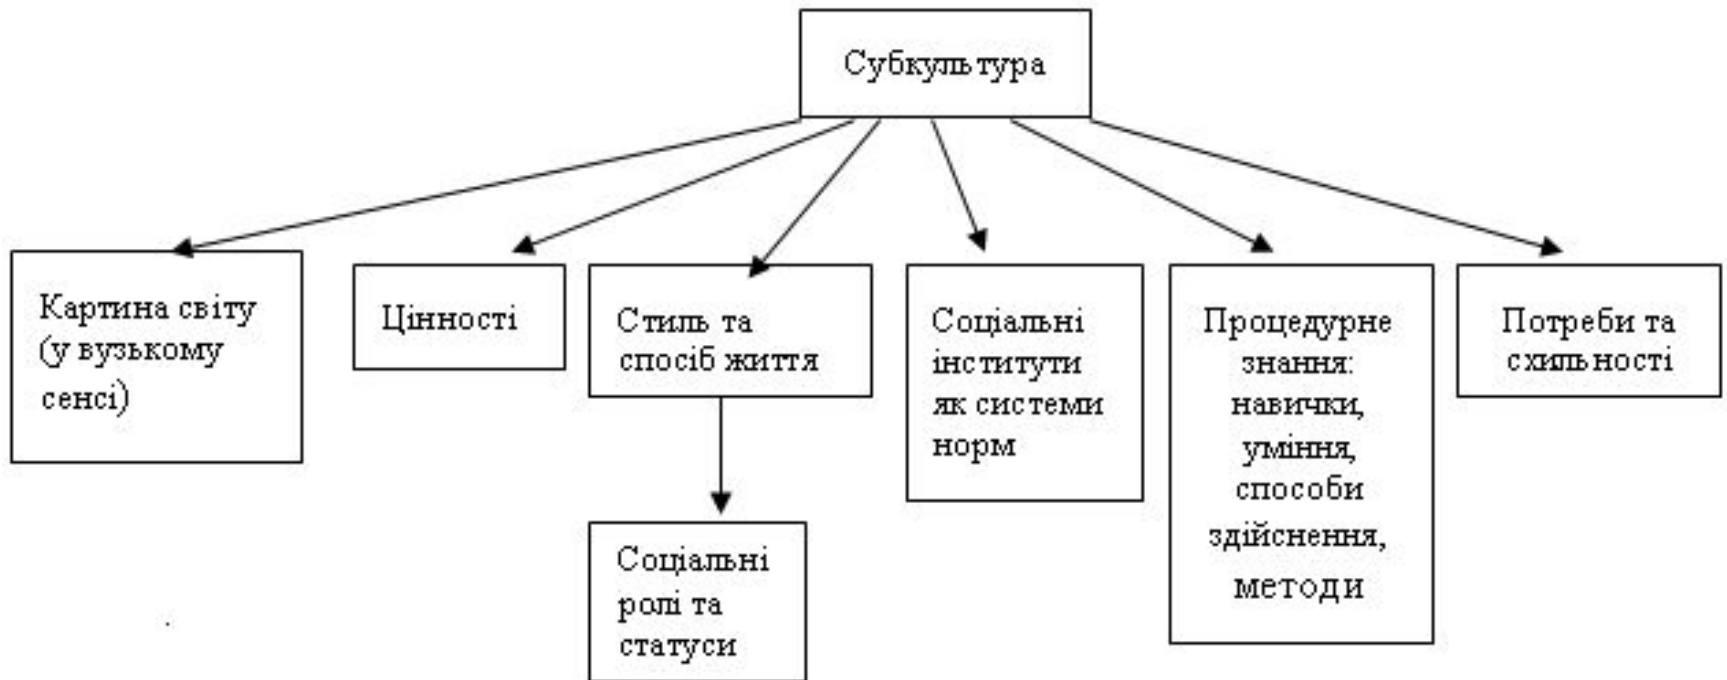 Субкультура
Картина світу
(у вузькому
сенсі)
Цінності
Стиль та
спосіб життя
Соціальні
інститути
як системи
норм
Процедурне
знання:
навички,
уміння,
способи
здійснення,
методи
Потреби та
схильності
Соціальні
ролі та
статуси